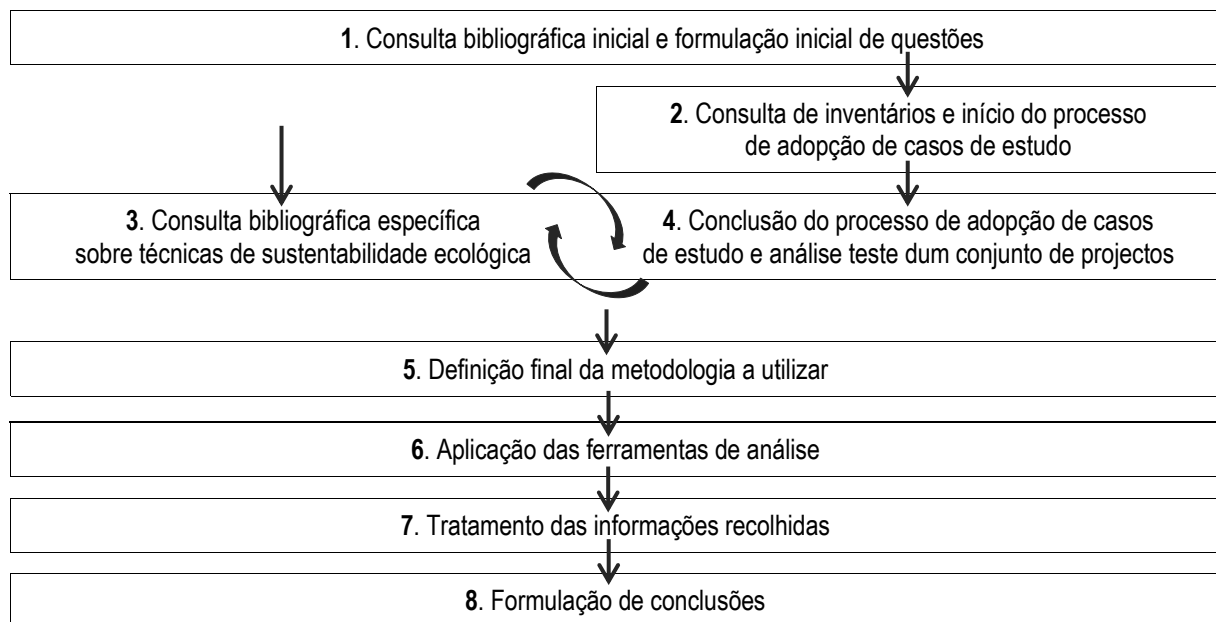 1. Consulta bibliográfica inicial e formulação inicial de questões
2. Consulta de inventários e início do processo
de adopção de casos de estudo
3. Consulta bibliográfica específica
sobre técnicas de sustentabilidade ecológica
4. Conclusão do processo de adopção de casos
de estudo e análise teste dum conjunto de projectos
5. Definição final da metodologia a utilizar
6. Aplicação das ferramentas de análise
7. Tratamento das informações recolhidas
8. Formulação de conclusões